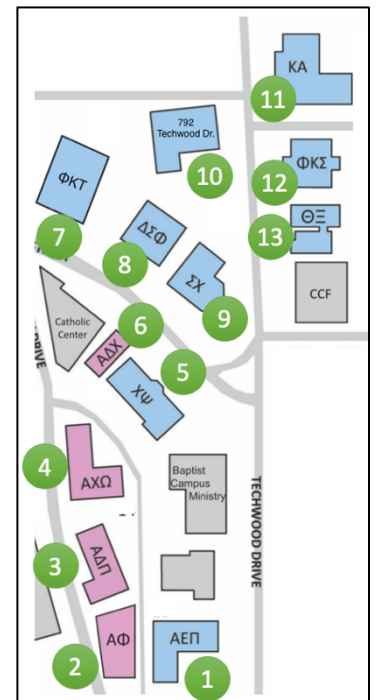 ΚΑ
11
792
Techwood Dr.
ΦΚΣ
ΦΚΤ
12
10
ΘΞ
ΔΣΦ
7
13
8
ΣΧ
CCF
9
6
Catholic
Center
ΑΔΧ
5
DRIVE
ΧΨ
4
ΑΧΩ
Baptist
Campus
Ministry
TECHWOOD DRIVE
3
ΑΔΠ
ΑΦ
ΑΕΠ
2
1